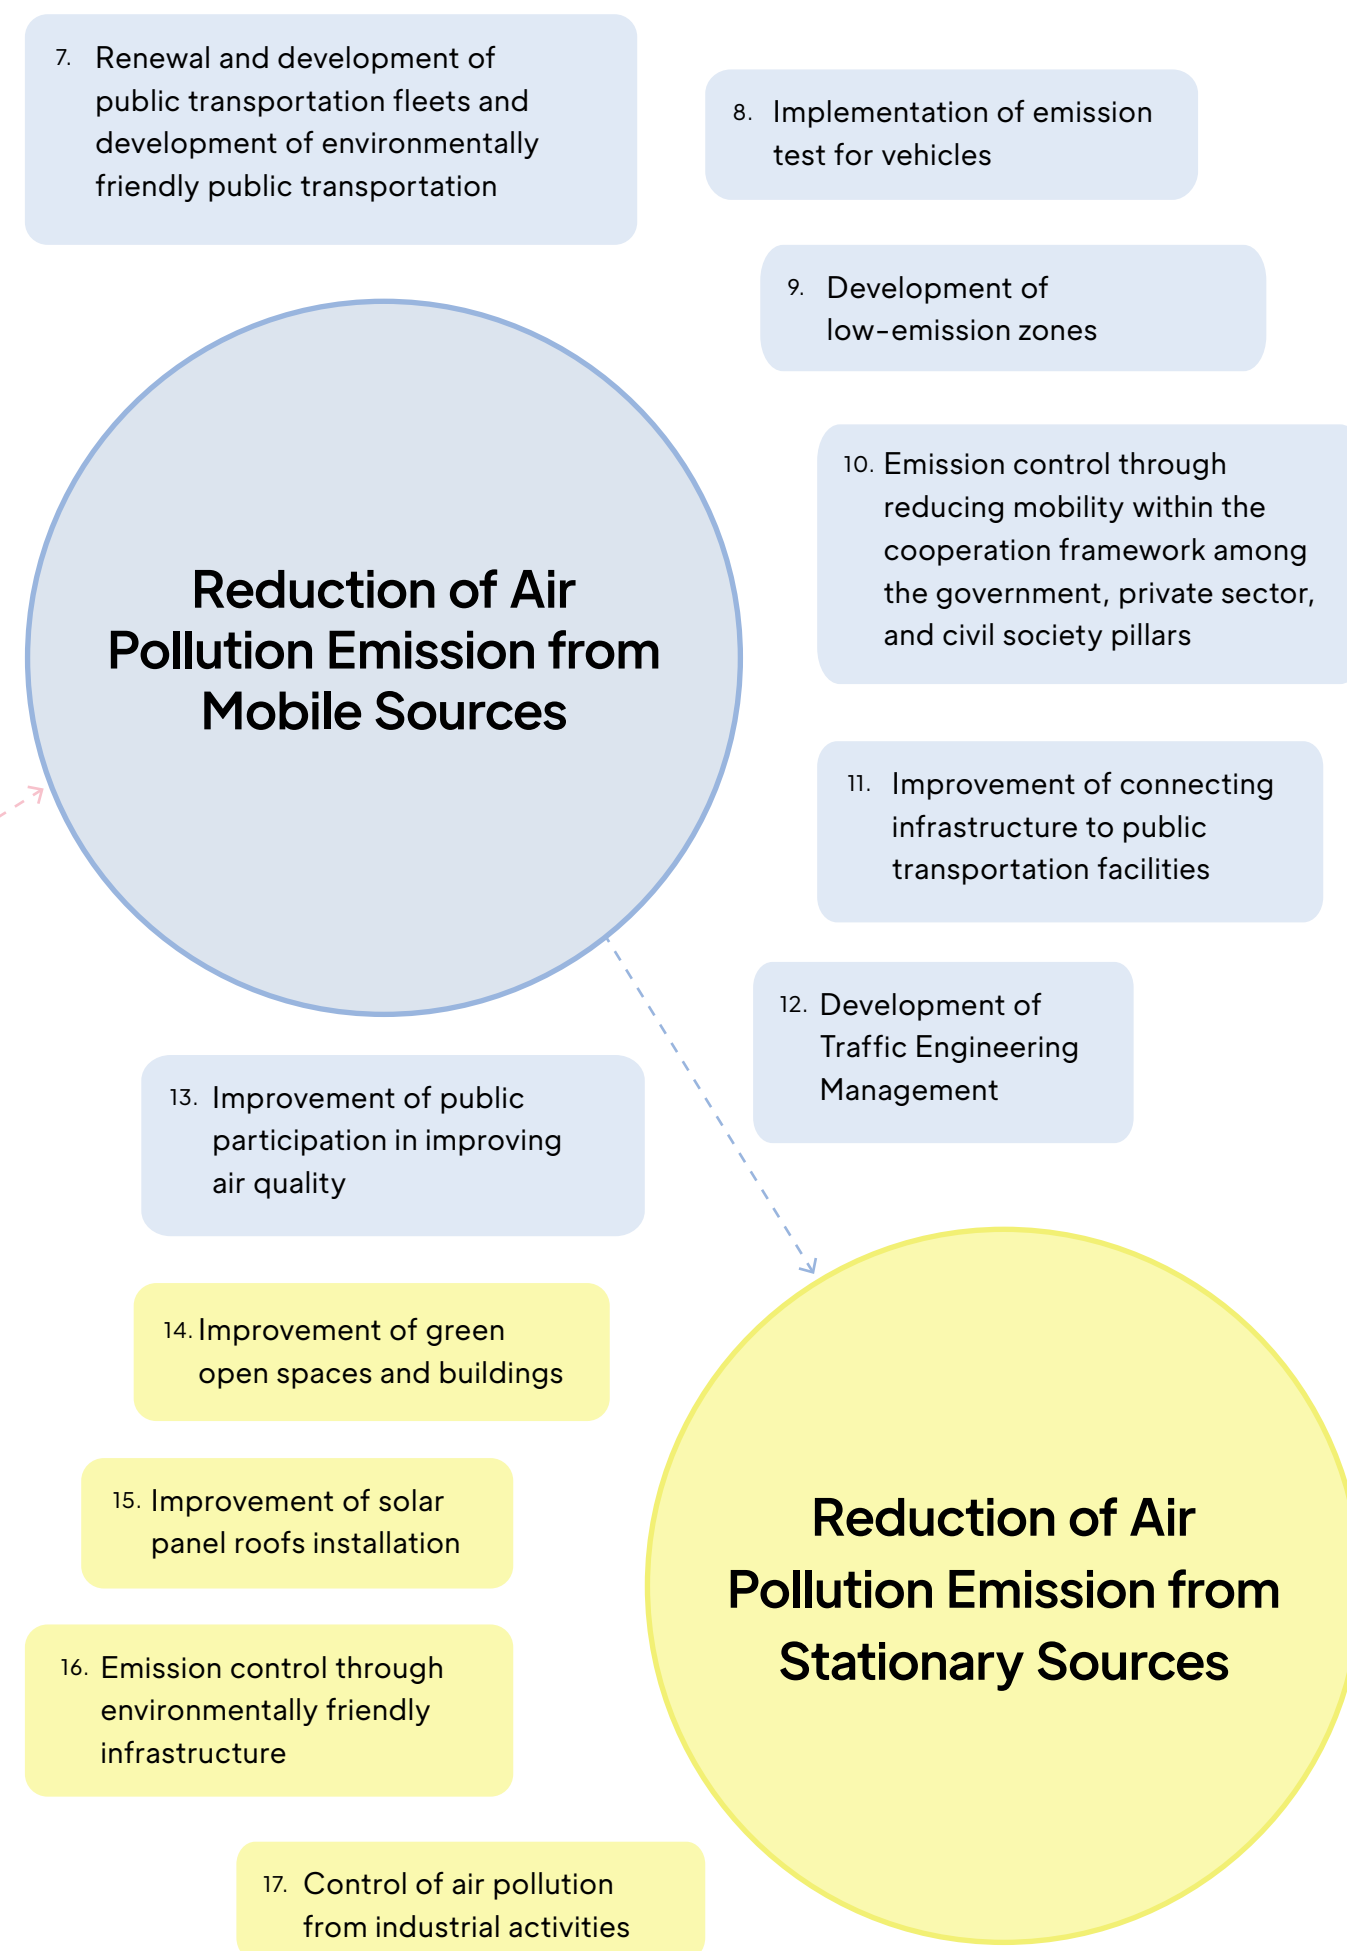 7. Renewal and development of
public transportation fleets and
development of environmentally
friendly public transportation
8. Implementation of emission
test for vehicles
9. Development of
low-emission zones
10. Emission control through
reducing mobility within the
cooperation framework among
the government, private sector,
and civil society pillars
Reduction of Air
Pollution Emission from
Mobile Sources
11. Improvement of connecting
infrastructure to public
transportation facilities
12. Development of
Traffic Engineering
Management
13. Improvement of public
participation in improving
air quality
14. Improvement of green
open spaces and buildings
15. Improvement of solar
panel roofs installation
16. Emission control through
environmentally friendly
infrastructure
17. Control of air pollution
from industrial activities
Reduction of Air
Pollution Emission from
Stationary Sources